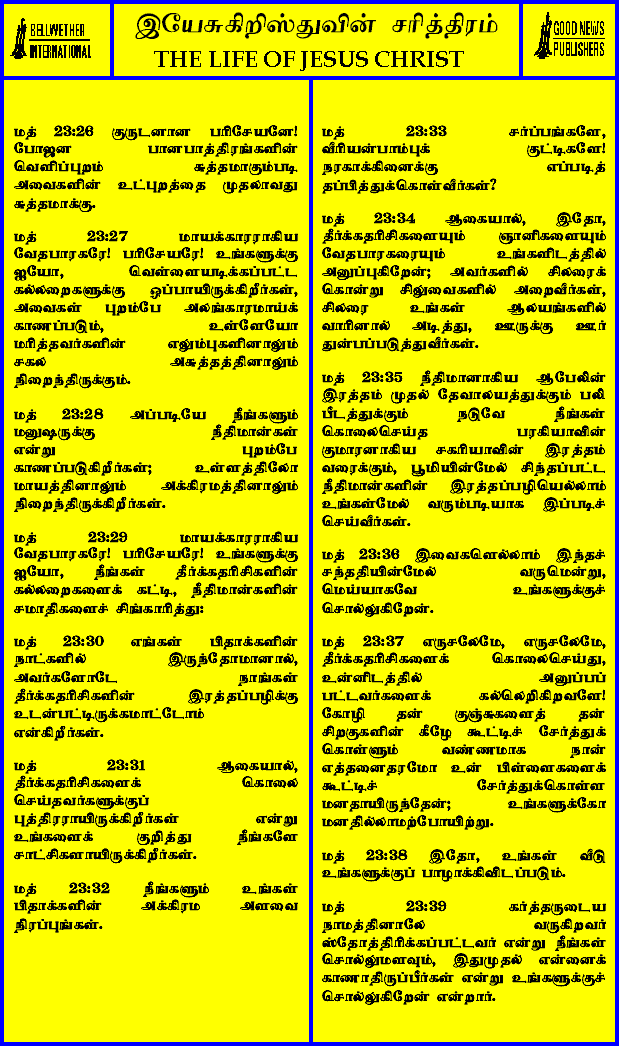 BELLWETHER
INTERNATIONAL
இயேசுகிறிஸ்துவின் சரித்திரம்
THE LIFE OF JESUS CHRIST
GOOD NEWS
PUBLISHERS
மத் 23:26 குருடனான பரிசேயனே!
போஜன பானபாத்திரங்களின்
வெளிப்புறம் சுத்தமாகும்படி
அவைகளின் உட்புறத்தை முதலாவது
சுத்தமாக்கு.
மத் 23:27 மாயக்காரராகிய
வேதபாரகரே! பரிசேயரே! உங்களுக்கு
ஐயோ, வெள்ளையடிக்கப்பட்ட
கல்லறைகளுக்கு ஒப்பாயிருக்கிறீர்கள்,
அவைகள் புறம்பே அலங்காரமாய்க்
காணப்படும், உள்ளேயோ
மரித்தவர்களின் எலும்புகளினாலும்
சகல அசுத்தத்தினாலும்
நிறைந்திருக்கும்.
மத் 23:28 அப்படியே நீங்களும்
மனுஷருக்கு நீதிமான்கள்
என்று புறம்பே
காணப்படுகிறீர்கள்; உள்ளத்திலோ
மாயத்தினாலும் அக்கிரமத்தினாலும்
நிறைந்திருக்கிறீர்கள்.
மத் 23:29 மாயக்காரராகிய
வேதபாரகரே! பரிசேயரே! உங்களுக்கு
ஐயோ, நீங்கள் தீர்க்கதரிசிகளின்
கல்லறைகளைக் கட்டி, நீதிமான்களின்
சமாதிகளைச் சிங்காரித்து:
மத் 23:30 எங்கள் பிதாக்களின்
நாட்களில் இருந்தோமானால்,
அவர்களோடே நாங்கள்
தீர்க்கதரிசிகளின் இரத்தப்பழிக்கு
உடன்பட்டிருக்கமாட்டோம்
என்கிறீர்கள்.
மத் 23:31 ஆகையால்,
தீர்க்கதரிசிகளைக் கொலை
செய்தவர்களுக்குப்
புத்திரராயிருக்கிறீர்கள் என்று
உங்களைக் குறித்து நீங்களே
சாட்சிகளாயிருக்கிறீர்கள்.
மத் 23:32 நீங்களும் உங்கள்
பிதாக்களின் அக்கிரம அளவை
நிரப்புங்கள்.
மத் 23:33 சர்ப்பங்களே,
விரியன்பாம்புக் குட்டிகளே!
நரகாக்கினைக்கு எப்படித்
தப்பித்துக்கொள்வீர்கள்?
மத் 23:34 ஆகையால், இதோ,
தீர்க்கதரிசிகளையும் ஞானிகளையும்
வேதபாரகரையும் உங்களிடத்தில்
அனுப்புகிறேன்; அவர்களில் சிலரைக்
கொன்று சிலுவைகளில் அறைவீர்கள்,
சிலரை உங்கள் ஆலயங்களில்
வாரினால் அடித்து, ஊருக்கு ஊர்
துன்பப்படுத்துவீர்கள்.
மத் 23:35 நீதிமானாகிய ஆபேலின்
இரத்தம் முதல் தேவாலயத்துக்கும் பலி
பீடத்துக்கும் நடுவே நீங்கள்
கொலைசெய்த பரகியாவின்
குமாரனாகிய சகரியாவின் இரத்தம்
வரைக்கும், பூமியின்மேல் சிந்தப்பட்ட
நீதிமான்களின் இரத்தப்பழியெல்லாம்
உங்கள்மேல் வரும்படியாக இப்படிச்
செய்வீர்கள்.
மத் 23:36 இவைகளெல்லாம் இந்தச்
சந்ததியின்மேல் வருமென்று,
மெய்யாகவே உங்களுக்குச்
சொல்லுகிறேன்.
மத் 23:37 எருசலேமே, எருசலேமே,
தீர்க்கதரிசிகளைக் கொலைசெய்து,
உன்னிடத்தில் அனுப்பப்
பட்டவர்களைக் கல்லெறிகிறவளே!
கோழி தன் குஞ்சுகளைத் தன்
சிறகுகளின் கீழே கூட்டிச் சேர்த்துக்
கொள்ளும் வண்ணமாக நான்
எத்தனைதரமோ உன் பிள்ளைகளைக்
கூட்டிச் சேர்த்துக்கொள்ள
மனதாயிருந்தேன்; உங்களுக்கோ
மனதில்லாமற்போயிற்று.
மத் 23:38 இதோ, உங்கள் வீடு
உங்களுக்குப் பாழாக்கிவிடப்படும்.
மத் 23:39 கர்த்தருடைய
நாமத்தினாலே வருகிறவர்
ஸ்தோத்திரிக்கப்பட்டவர் என்று நீங்கள்
சொல்லுமளவும், இதுமுதல் என்னைக்
காணாதிருப்பீர்கள் என்று உங்களுக்குச்
சொல்லுகிறேன் என்றார்.